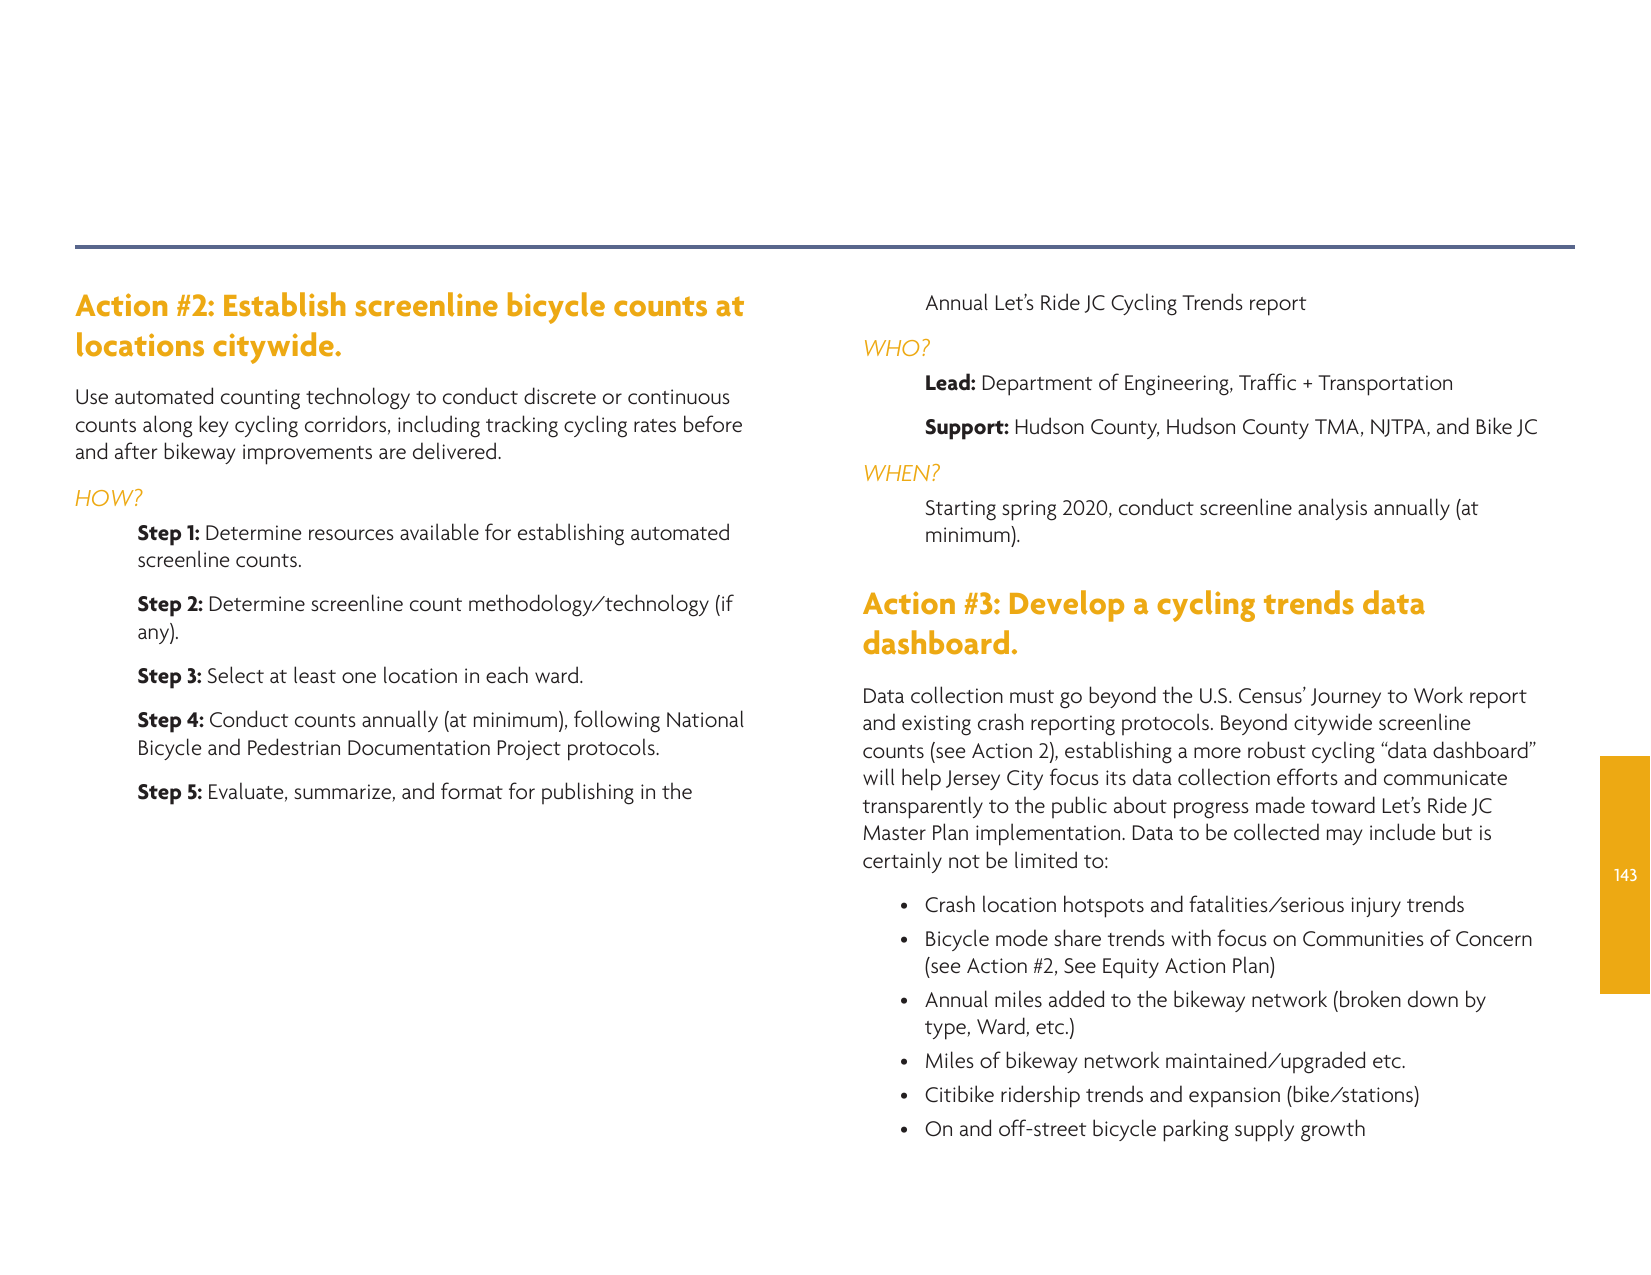 Action #2: Establish screenline bicycle counts at
locations citywide.
Use automated counting technology to conduct discrete or continuous
counts along key cycling corridors, including tracking cycling rates before
and after bikeway improvements are delivered.
HOW?
Step 1: Determine resources available for establishing automated
screenline counts.
Step 2: Determine screenline count methodology/technology (if
any).
Step 3: Select at least one location in each ward.
Step 4: Conduct counts annually (at minimum), following National
Bicycle and Pedestrian Documentation Project protocols.
Step 5: Evaluate, summarize, and format for publishing in the
Annual Let’s Ride JC Cycling Trends report
WHO?
Lead: Department of Engineering, Traffic + Transportation
Support: Hudson County, Hudson County TMA, NJTPA, and Bike JC
WHEN?
Starting spring 2020, conduct screenline analysis annually (at
minimum).
Action #3: Develop a cycling trends data
dashboard.
Data collection must go beyond the U.S. Census’ Journey to Work report
and existing crash reporting protocols. Beyond citywide screenline
counts (see Action 2), establishing a more robust cycling “data dashboard”
will help Jersey City focus its data collection efforts and communicate
transparently to the public about progress made toward Let’s Ride JC
Master Plan implementation. Data to be collected may include but is
certainly not be limited to:
• Crash location hotspots and fatalities/serious injury trends
• Bicycle mode share trends with focus on Communities of Concern
(see Action #2, See Equity Action Plan)
• Annual miles added to the bikeway network (broken down by
type, Ward, etc.)
• Miles of bikeway network maintained/upgraded etc.
• Citibike ridership trends and expansion (bike/stations)
• On and off-street bicycle parking supply growth
143